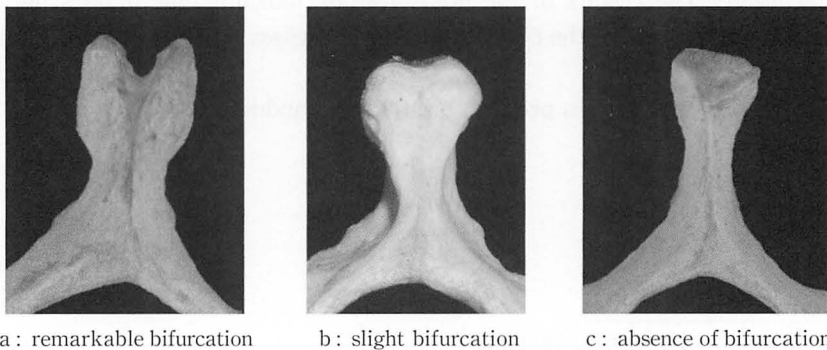 a : remarkable bifurcation
b : slight bifurcation
c : absence of bifurcation